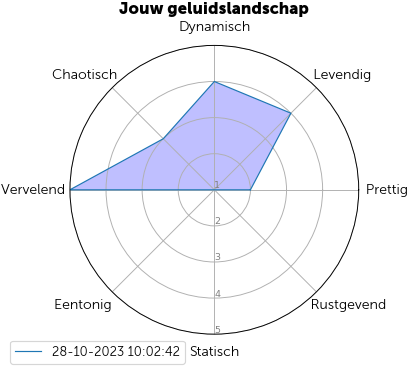 Jouw geluidslandschap
Dynamisch
Chaotisch
Levendig
Vervelend
Prettig
1
2
3
4
5
Eentonig
Rustgevend
Statisch
28-10-2023 10:02:42